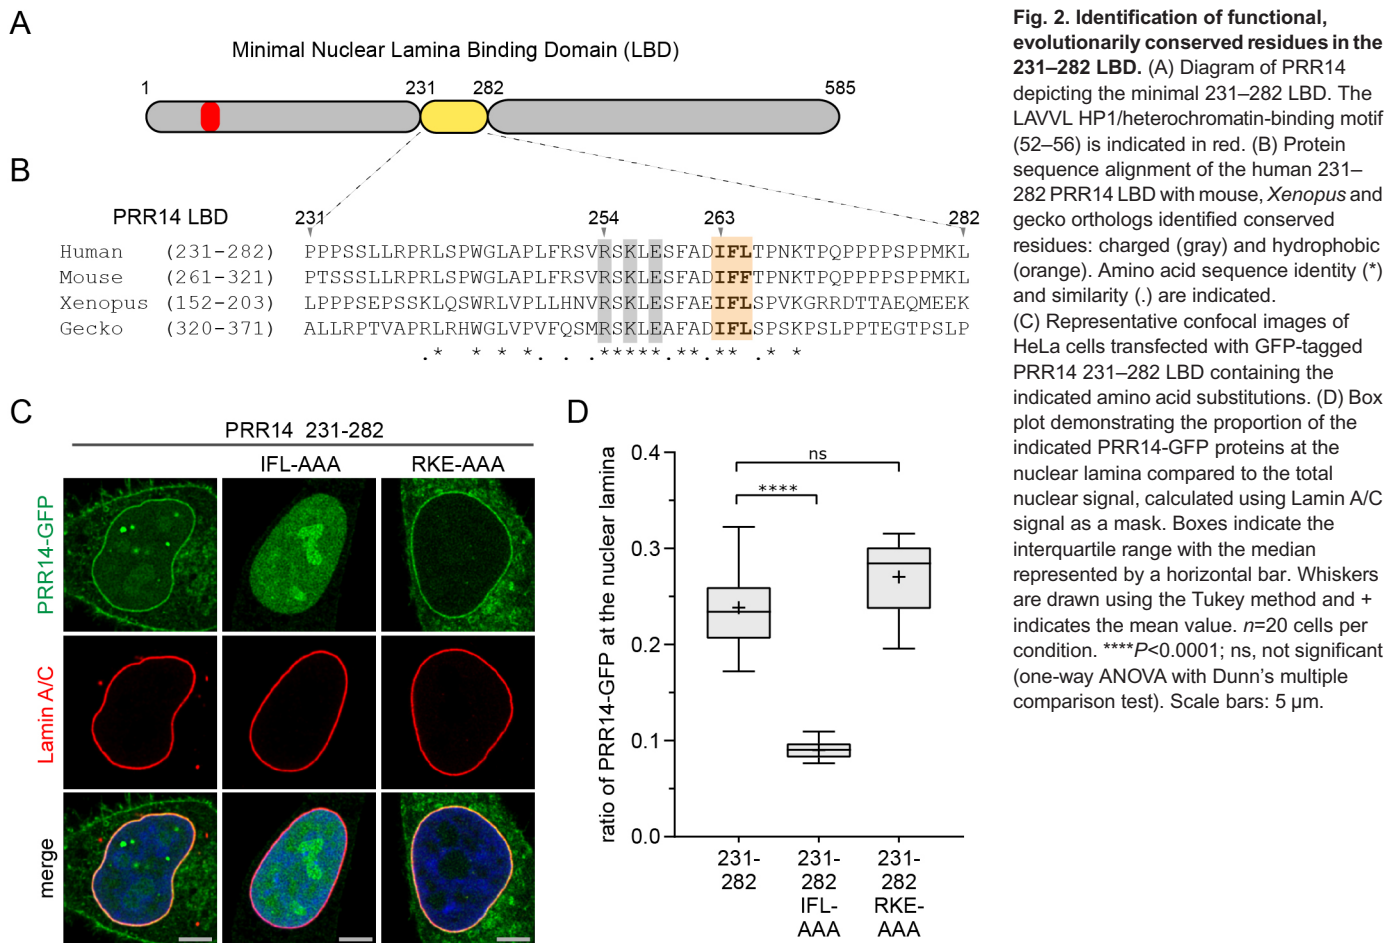 A
Minimal Nuclear Lamina Binding Domain (LBD)
1 231 282 585
B
PRR14 LBD 231 254 263 282
Human (231-282) PPPSSLLRPRLSPWGLAPLFRSVRSKLESFADIFLTPNKTPQPPPPSPPMKL
Mouse (261-321) PTSSSLLRPRLSPWGLAPLFRSVRSKLESFADIFFTPNKTPQPPPPSPPMKL
Xenopus (152-203) LPPPSEPSSKLQSWRLVPLLHNVRSKLESFAEIFLSPVKGRRDTTAEQMEEK
Gecko (320-371) ALLRPTVAPRLRHWGLVPVFQSMRSKLEAFADIFLSPSKPSLPPTEGTPSLP
.* * * *. . .*****.**.** .* *
C
PRR14 231-282
IFL-AAA RKE-AAA
PRR14-GFP
Lamin A/C
merge
D
ratio of PRR14-GFP at the nuclear lamina
0.4
0.3
0.2
0.1
0.0
ns
****
231-
282
231-
282
IFL-
AAA
231-
282
RKE-
AAA
Fig. 2. Identification of functional,
evolutionarily conserved residues in the
231–282 LBD. (A) Diagram of PRR14
depicting the minimal 231–282 LBD. The
LAVVL HP1/heterochromatin-binding motif
(52–56) is indicated in red. (B) Protein
sequence alignment of the human 231–
282 PRR14 LBD with mouse, Xenopus and
gecko orthologs identified conserved
residues: charged (gray) and hydrophobic
(orange). Amino acid sequence identity (*)
and similarity (.) are indicated.
(C) Representative confocal images of
HeLa cells transfected with GFP-tagged
PRR14 231–282 LBD containing the
indicated amino acid substitutions. (D) Box
plot demonstrating the proportion of the
indicated PRR14-GFP proteins at the
nuclear lamina compared to the total
nuclear signal, calculated using Lamin A/C
signal as a mask. Boxes indicate the
interquartile range with the median
represented by a horizontal bar. Whiskers
are drawn using the Tukey method and +
indicates the mean value. n=20 cells per
condition. ****P<0.0001; ns, not significant
(one-way ANOVA with Dunn's multiple
comparison test). Scale bars: 5 µm.